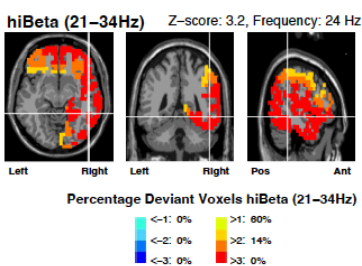 hiBeta (21-34Hz) Z-score: 3.2, Frequency: 24 Hz
Left Right Left Right Pos Ant
Percentage Deviant Voxels hiBeta (21-34Hz)
<-1: 0% >1: 60%
<-2: 0% >2: 14%
<-3: 0% >3: 0%